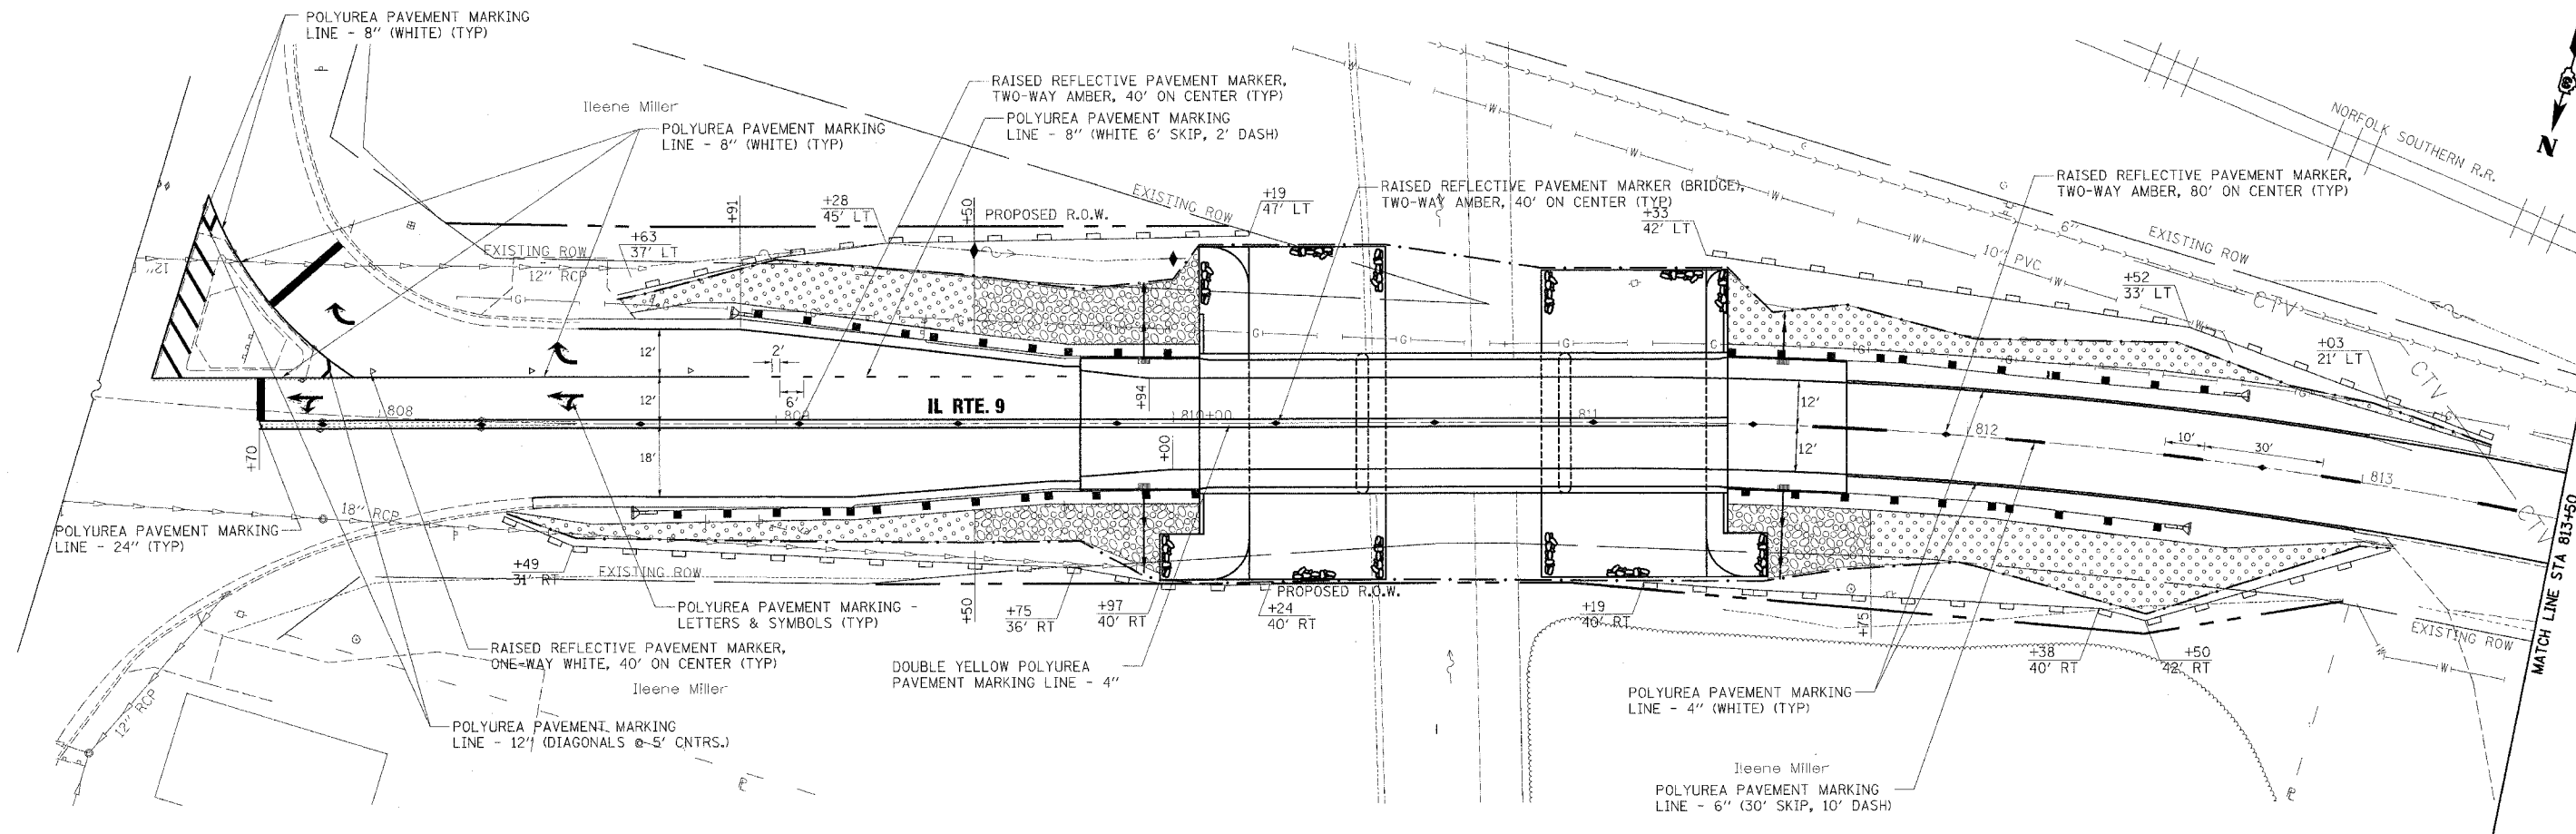 POLYUREA PAVEMENT MARKING
LINE - 8" (WHITE) (TYP)
Ileene Miller
POLYUREA PAVEMENT MARKING
LINE - 8" (WHITE) (TYP)
RAISED REFLECTIVE PAVEMENT MARKER,
TWO-WAY AMBER, 40' ON CENTER (TYP)
POLYUREA PAVEMENT MARKING
LINE - 8" (WHITE 6' SKIP, 2' DASH)
RAISED REFLECTIVE PAVEMENT MARKER (BRIDGE),
TWO-WAY AMBER, 40' ON CENTER (TYP)
RAISED REFLECTIVE PAVEMENT MARKER,
TWO-WAY AMBER, 80' ON CENTER (TYP)
NORFOLK SOUTHERN R.R.
N
EXISTING ROW
PROPOSED R.O.W.
EXISTING ROW
EXISTING ROW
+63
37' LT
+91
+28
45' LT
+50
+19
47' LT
+33
42' LT
+52
33' LT
+03
21' LT
6"
10" PVC
CTV
CTV
CTV
12" RCP
12"
12'
12'
18'
2'
6'
IL RTE. 9
808
809
810+00
811
812
813
+94
+00
+70
12'
12'
10'
30'
MATCH LINE STA 813+50
18" RCP
POLYUREA PAVEMENT MARKING
LINE - 24" (TYP)
+49
31' RT
EXISTING ROW
POLYUREA PAVEMENT MARKING -
LETTERS & SYMBOLS (TYP)
+50
+75
36' RT
+97
40' RT
PROPOSED R.O.W.
+24
40' RT
+19
40' RT
+75
+38
40' RT
+50
42' RT
EXISTING ROW
RAISED REFLECTIVE PAVEMENT MARKER,
ONE-WAY WHITE, 40' ON CENTER (TYP)
Ileene Miller
DOUBLE YELLOW POLYUREA
PAVEMENT MARKING LINE - 4"
POLYUREA PAVEMENT MARKING
LINE - 4" (WHITE) (TYP)
12" RCP
POLYUREA PAVEMENT MARKING
LINE - 12" (DIAGONALS @ 5' CNTRS.)
Ileene Miller
POLYUREA PAVEMENT MARKING
LINE - 6" (30' SKIP, 10' DASH)